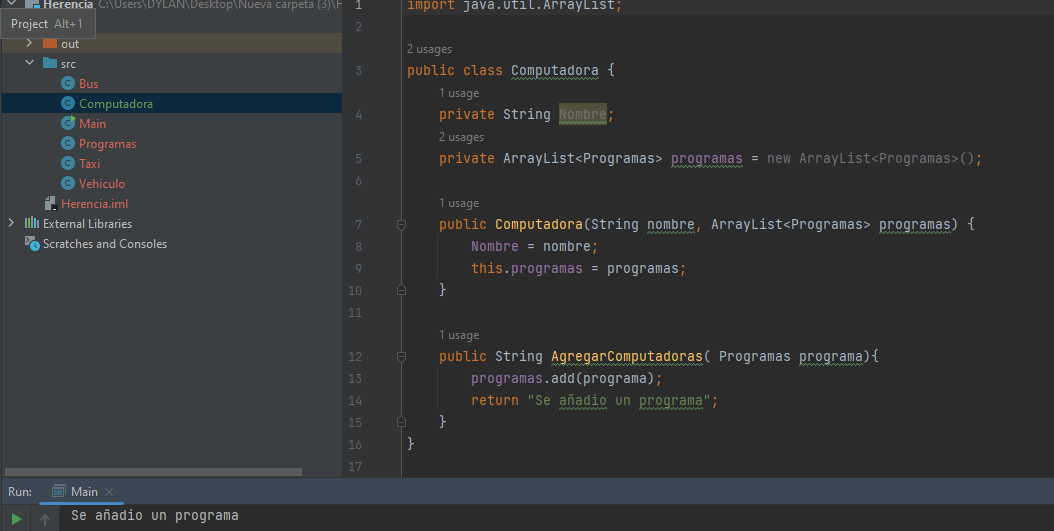 Herencia C:\Users\DYLAN\Desktop\Nueva carpeta (3)\H
Project Alt+1
out
src
Bus
Computadora
Main
Programas
Taxi
Vehiculo
Herencia.iml
External Libraries
Scratches and Consoles
1 import java.util.ArrayList;
2
2 usages
3 public class Computadora {
1 usage
4 private String Nombre;
2 usages
5 private ArrayList<Programas> programas = new ArrayList<Programas>();
6
1 usage
7 public Computadora(String nombre, ArrayList<Programas> programas) {
8 Nombre = nombre;
9 this.programas = programas;
10 }
11
1 usage
12 public String AgregarComputadoras( Programas programa){
13 programas.add(programa);
14 return "Se añadio un programa";
15 }
16 }
17
Run: Main
Se añadio un programa